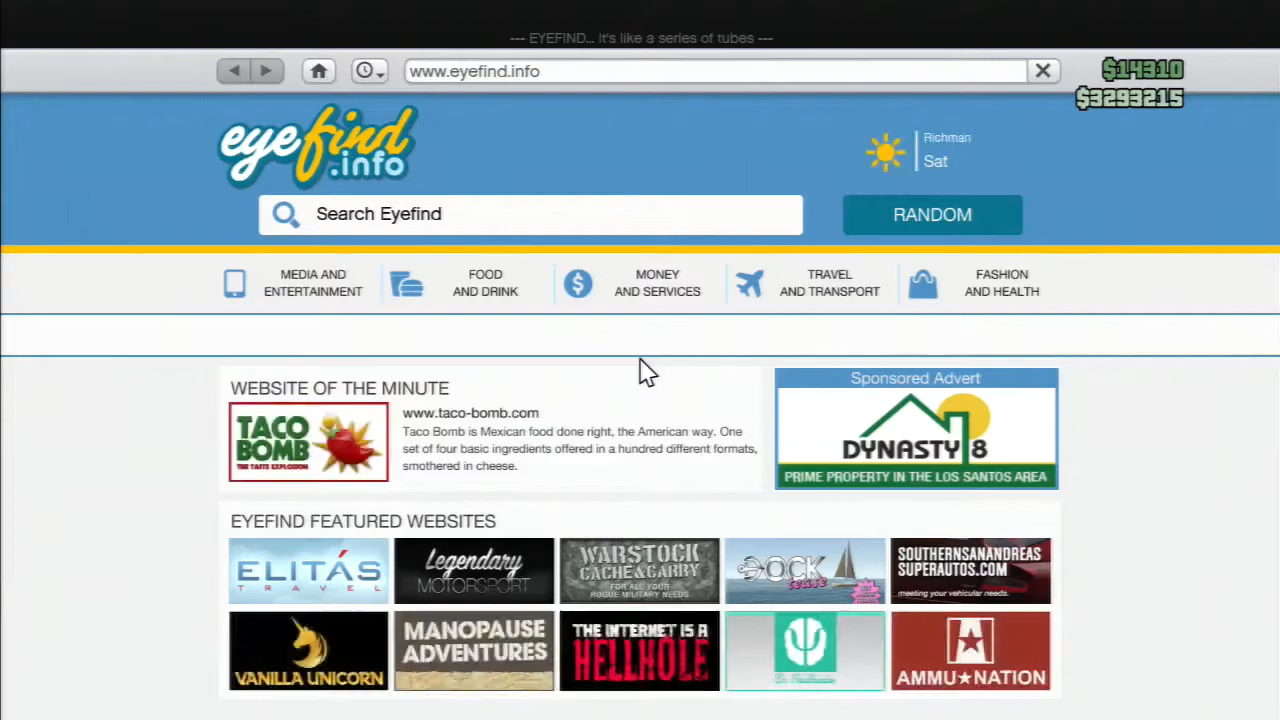 --- EYEFIND... It's like a series of tubes ---
www.eyefind.info
$14310
$3293215
eyefind
.info
Richman
Sat
Search Eyefind
RANDOM
MEDIA AND
ENTERTAINMENT
FOOD
AND DRINK
MONEY
AND SERVICES
TRAVEL
AND TRANSPORT
FASHION
AND HEALTH
WEBSITE OF THE MINUTE
TACO
BOMB
THE TASTE EXPLOSION
www.taco-bomb.com
Taco Bomb is Mexican food done right, the American way. One
set of four basic ingredients offered in a hundred different formats,
smothered in cheese.
Sponsored Advert
DYNASTY 8
PRIME PROPERTY IN THE LOS SANTOS AREA
EYEFIND FEATURED WEBSITES
ELITÁS
TRAVEL
Legendary
MOTORSPORT
WARSTOCK
CACHE & CARRY
FOR ALL YOUR
ROGUE MILITARY NEEDS
DOCK
tease
SOUTHERNSANANDREAS
SUPERAUTOS.COM
meeting your vehicular needs.
VANILLA UNICORN
MANOPAUSE
ADVENTURES
THE INTERNET IS A
HELLHOLE
AMMU★NATION